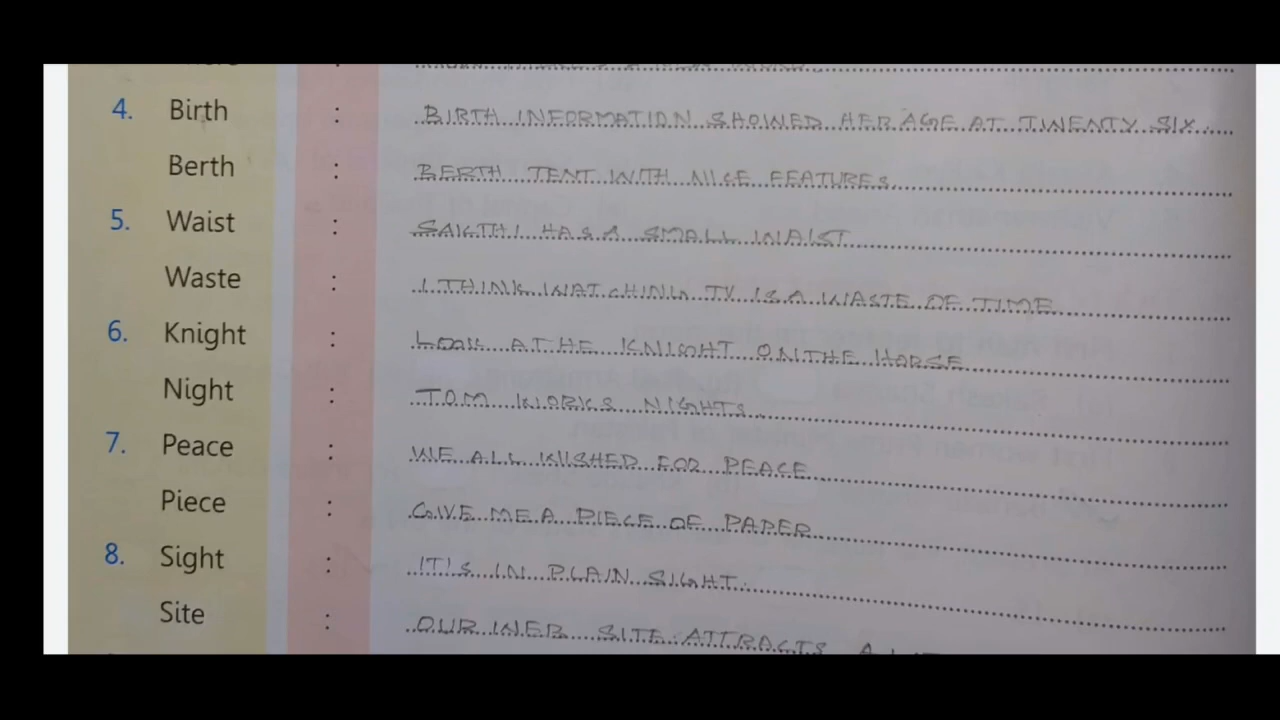 4. Birth : BIRTH INFORMATION SHOWED HER AGE AT TWENTY SIX
Berth : BERTH TENT WITH NICE FEATURES
5. Waist : SAKTHI HAS A SMALL WAIST
Waste : I THINK WATCHING TV IS A WASTE OF TIME
6. Knight : LOOK AT HE KNIGHT ON THE HORSE
Night : TOM WORKS NIGHTS
7. Peace : WE ALL WISHED FOR PEACE
Piece : GIVE ME A PIECE OF PAPER
8. Sight : IT'S IN PLAIN SIGHT
Site : OUR WEB SITE ATTRACTS A